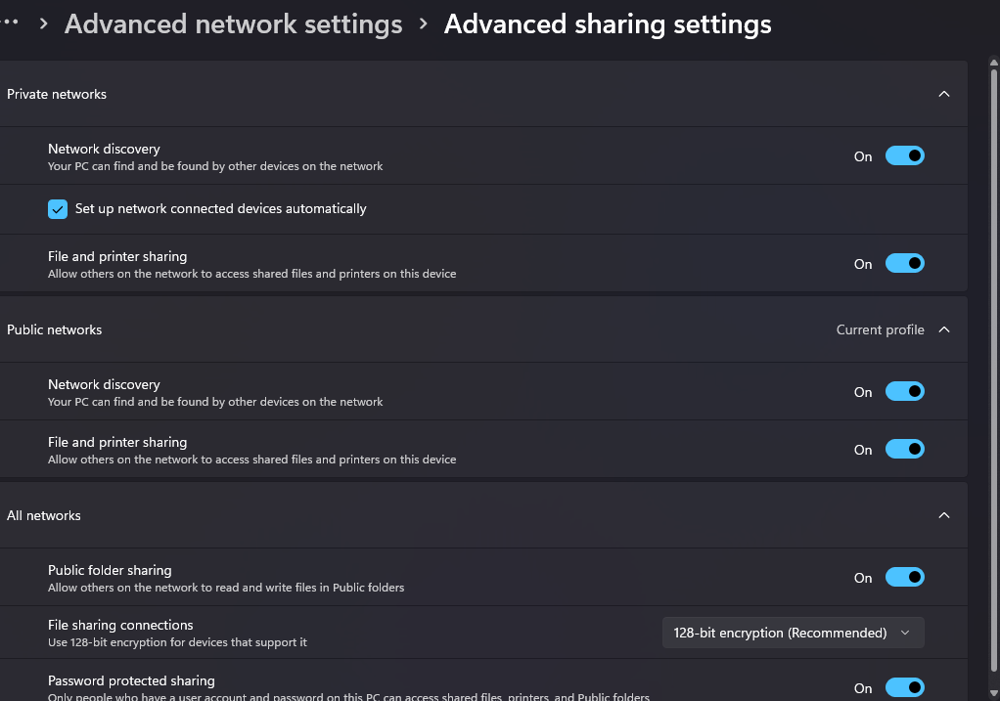 ··· > Advanced network settings > Advanced sharing settings
Private networks
Network discovery
Your PC can find and be found by other devices on the network
On
Set up network connected devices automatically
File and printer sharing
Allow others on the network to access shared files and printers on this device
On
Public networks
Current profile
Network discovery
Your PC can find and be found by other devices on the network
On
File and printer sharing
Allow others on the network to access shared files and printers on this device
On
All networks
Public folder sharing
Allow others on the network to read and write files in Public folders
On
File sharing connections
Use 128-bit encryption for devices that support it
128-bit encryption (Recommended)
Password protected sharing
Only people who have a user account and password on this PC can access shared files, printers, and Public folders
On